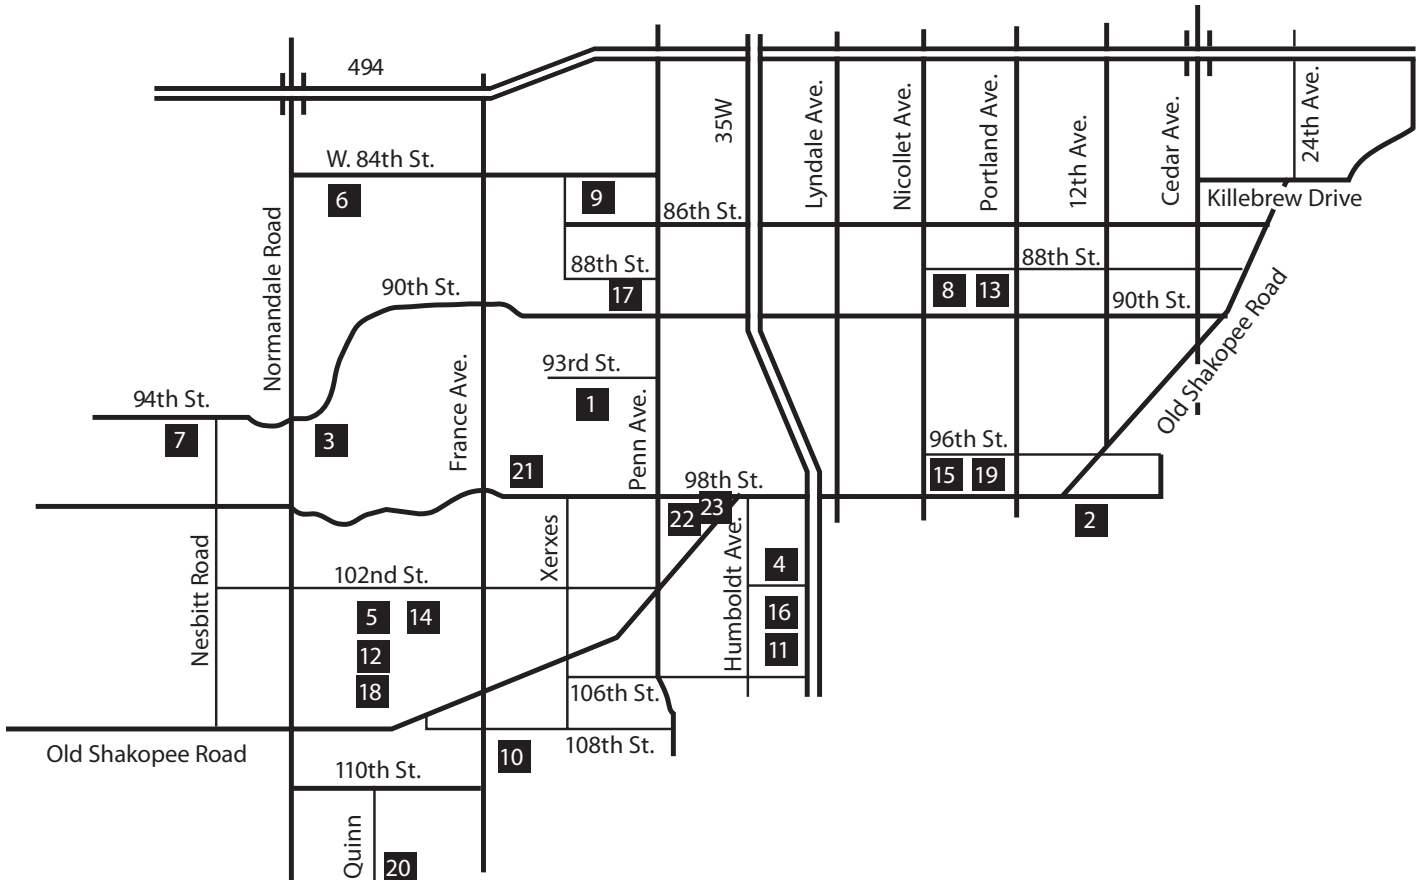 494
35W
Lyndale Ave.
Nicollet Ave.
Portland Ave.
12th Ave.
Cedar Ave.
24th Ave.
W. 84th St.
6
9
86th St.
Killebrew Drive
Normandale Road
88th St.
88th St.
90th St.
17
8
13
90th St.
Old Shakopee Road
France Ave.
93rd St.
1
Penn Ave.
94th St.
7
3
21
98th St.
96th St.
15
19
22
23
2
Nesbitt Road
Xerxes
Humboldt Ave.
4
102nd St.
5
14
16
12
11
18
106th St.
Old Shakopee Road
10
108th St.
110th St.
Quinn
20